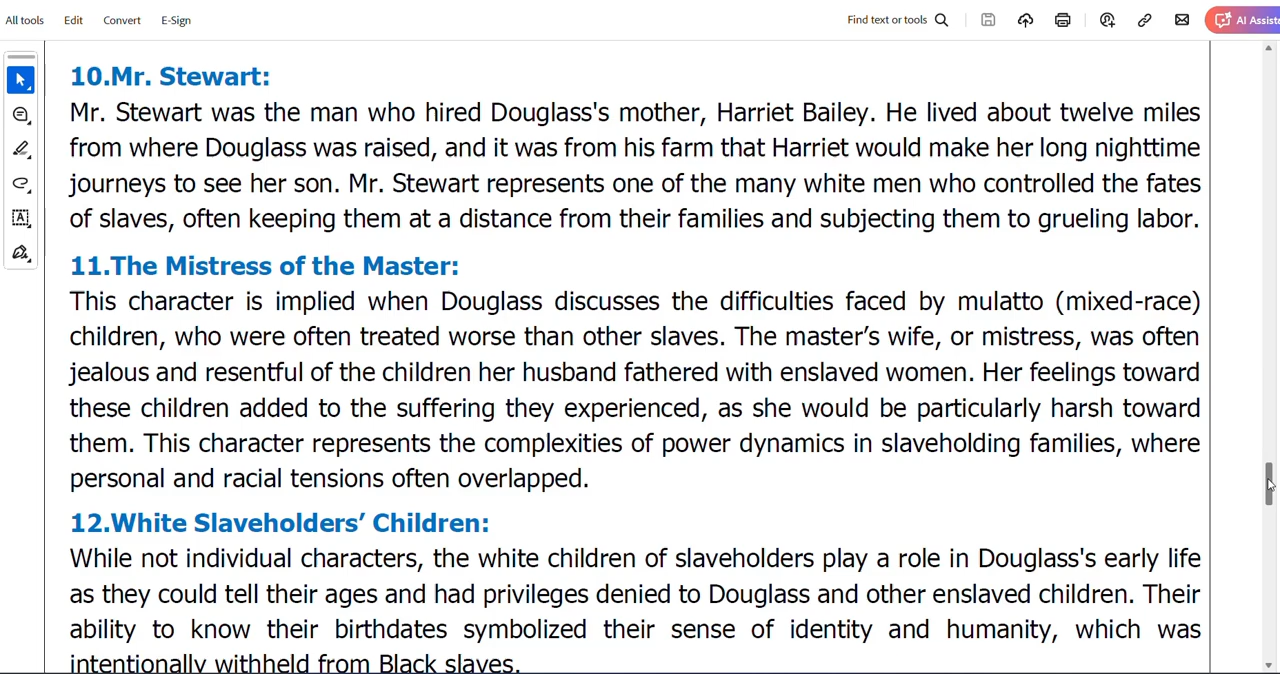 All tools Edit Convert E-Sign Find text or tools AI Assista
10.Mr. Stewart:
Mr. Stewart was the man who hired Douglass's mother, Harriet Bailey. He lived about twelve miles
from where Douglass was raised, and it was from his farm that Harriet would make her long nighttime
journeys to see her son. Mr. Stewart represents one of the many white men who controlled the fates
of slaves, often keeping them at a distance from their families and subjecting them to grueling labor.
11.The Mistress of the Master:
This character is implied when Douglass discusses the difficulties faced by mulatto (mixed-race)
children, who were often treated worse than other slaves. The master’s wife, or mistress, was often
jealous and resentful of the children her husband fathered with enslaved women. Her feelings toward
these children added to the suffering they experienced, as she would be particularly harsh toward
them. This character represents the complexities of power dynamics in slaveholding families, where
personal and racial tensions often overlapped.
12.White Slaveholders’ Children:
While not individual characters, the white children of slaveholders play a role in Douglass's early life
as they could tell their ages and had privileges denied to Douglass and other enslaved children. Their
ability to know their birthdates symbolized their sense of identity and humanity, which was
intentionally withheld from Black slaves.